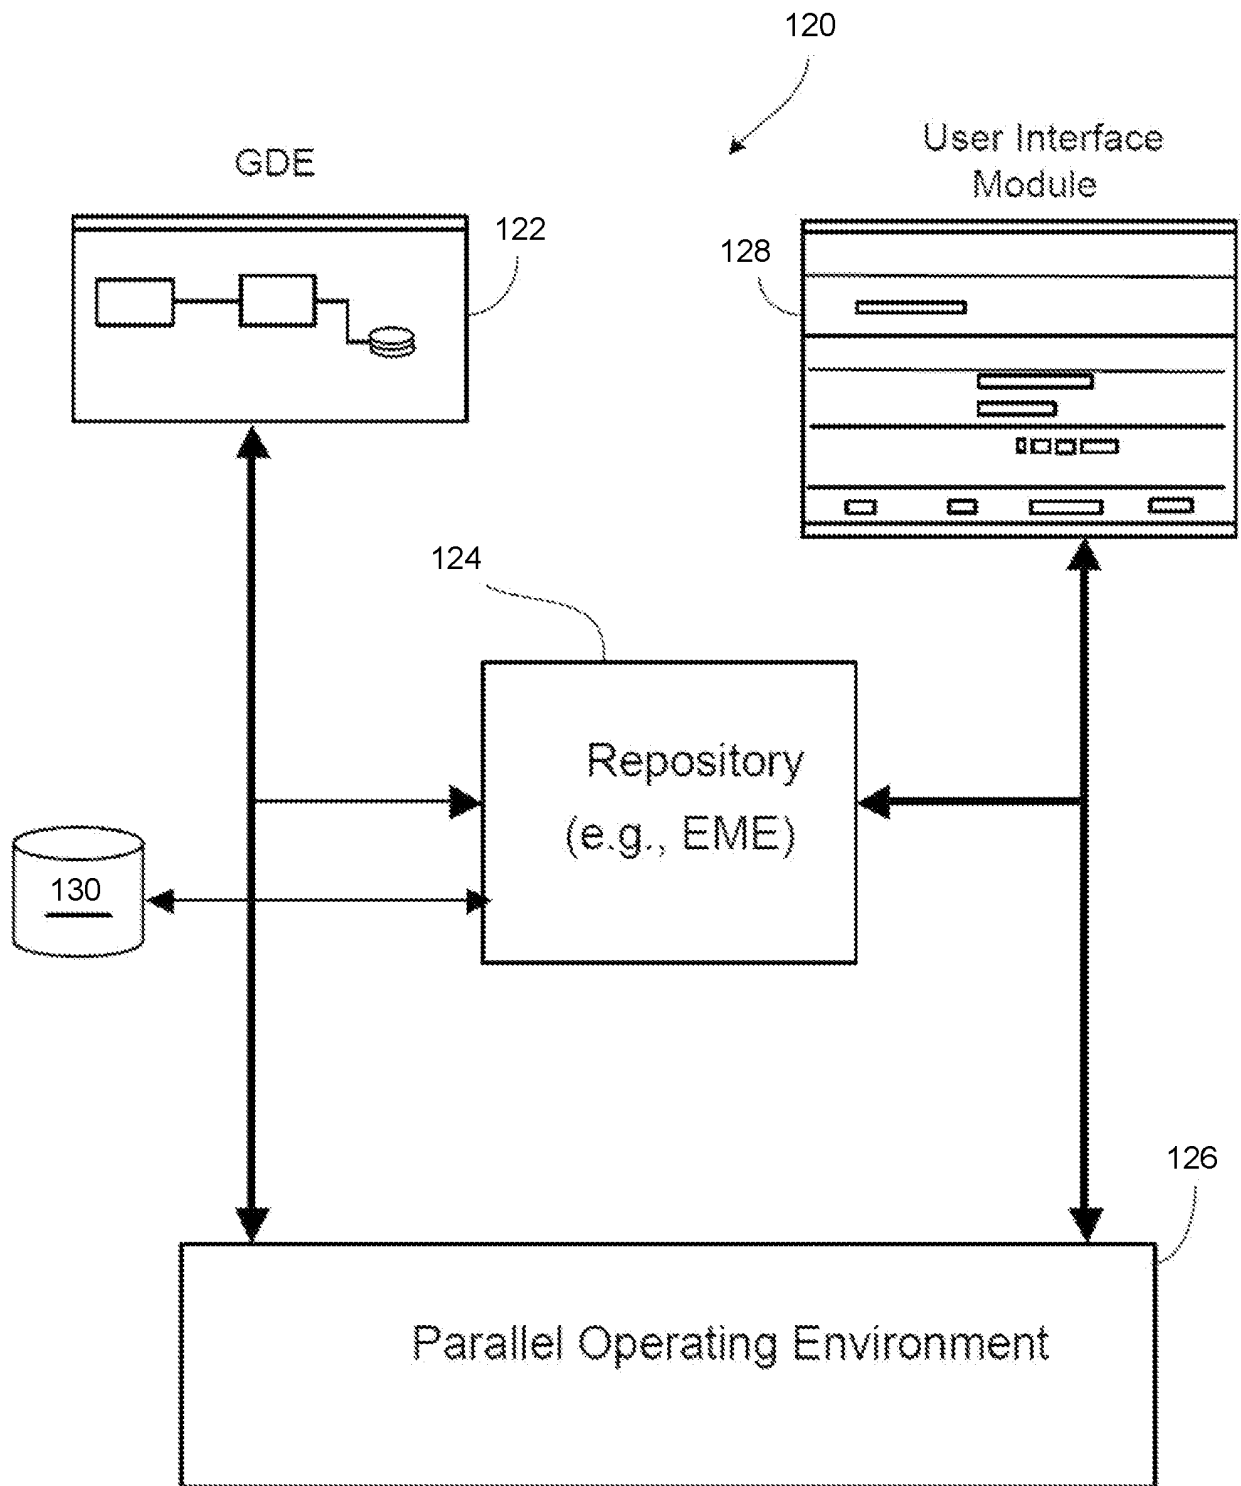 120
GDE
User Interface
Module
122
128
124
Repository
(e.g., EME)
130
126
Parallel Operating Environment